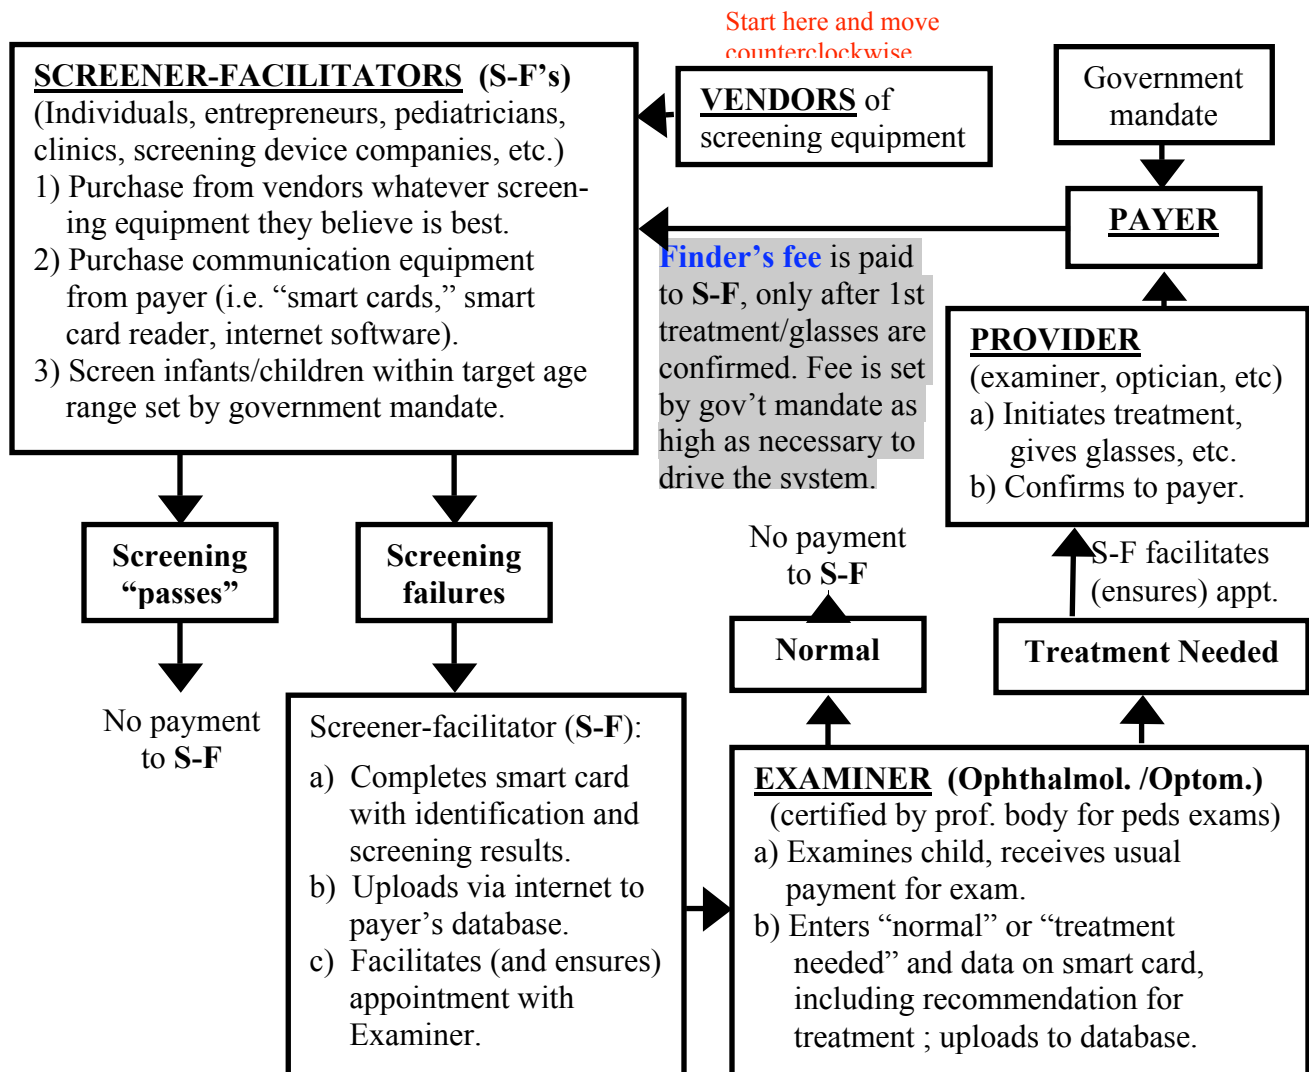 Start here and move
counterclockwise
SCREENER-FACILITATORS (S-F's)
(Individuals, entrepreneurs, pediatricians,
clinics, screening device companies, etc.)
1) Purchase from vendors whatever screen-
ing equipment they believe is best.
2) Purchase communication equipment
from payer (i.e. “smart cards,” smart
card reader, internet software).
3) Screen infants/children within target age
range set by government mandate.
VENDORS of
screening equipment
Government
mandate
PAYER
Finder’s fee is paid
to S-F, only after 1st
treatment/glasses are
confirmed. Fee is set
by gov’t mandate as
high as necessary to
drive the system.
PROVIDER
(examiner, optician, etc)
a) Initiates treatment,
gives glasses, etc.
b) Confirms to payer.
Screening
“passes”
Screening
failures
No payment
to S-F
S-F facilitates
(ensures) appt.
Normal
Treatment Needed
No payment
to S-F
Screener-facilitator (S-F):
a) Completes smart card
with identification and
screening results.
b) Uploads via internet to
payer’s database.
c) Facilitates (and ensures)
appointment with
Examiner.
EXAMINER (Ophthalmol. /Optom.)
(certified by prof. body for peds exams)
a) Examines child, receives usual
payment for exam.
b) Enters “normal” or “treatment
needed” and data on smart card,
including recommendation for
treatment ; uploads to database.